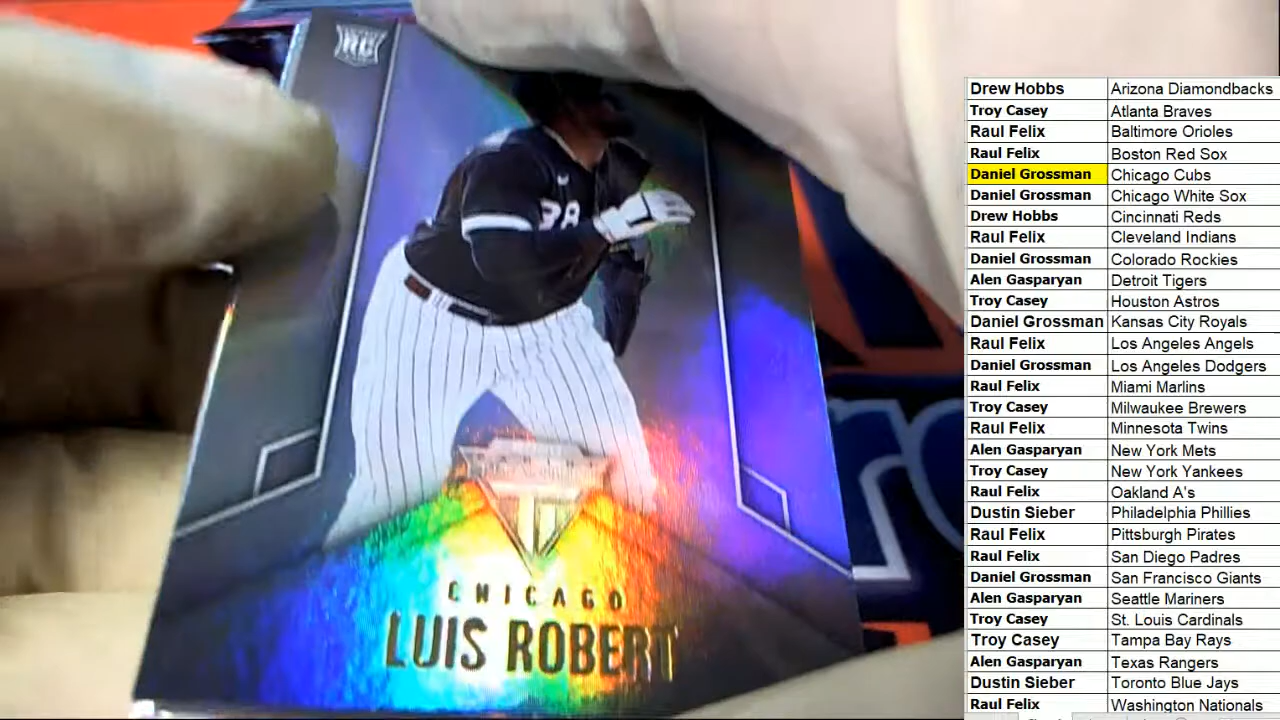 RC
38
CHICAGO
LUIS ROBERT
Drew Hobbs Arizona Diamondbacks
Troy Casey Atlanta Braves
Raul Felix Baltimore Orioles
Raul Felix Boston Red Sox
Daniel Grossman Chicago Cubs
Daniel Grossman Chicago White Sox
Drew Hobbs Cincinnati Reds
Raul Felix Cleveland Indians
Daniel Grossman Colorado Rockies
Alen Gasparyan Detroit Tigers
Troy Casey Houston Astros
Daniel Grossman Kansas City Royals
Raul Felix Los Angeles Angels
Daniel Grossman Los Angeles Dodgers
Raul Felix Miami Marlins
Troy Casey Milwaukee Brewers
Raul Felix Minnesota Twins
Alen Gasparyan New York Mets
Troy Casey New York Yankees
Raul Felix Oakland A's
Dustin Sieber Philadelphia Phillies
Raul Felix Pittsburgh Pirates
Raul Felix San Diego Padres
Daniel Grossman San Francisco Giants
Alen Gasparyan Seattle Mariners
Troy Casey St. Louis Cardinals
Troy Casey Tampa Bay Rays
Alen Gasparyan Texas Rangers
Dustin Sieber Toronto Blue Jays
Raul Felix Washington Nationals